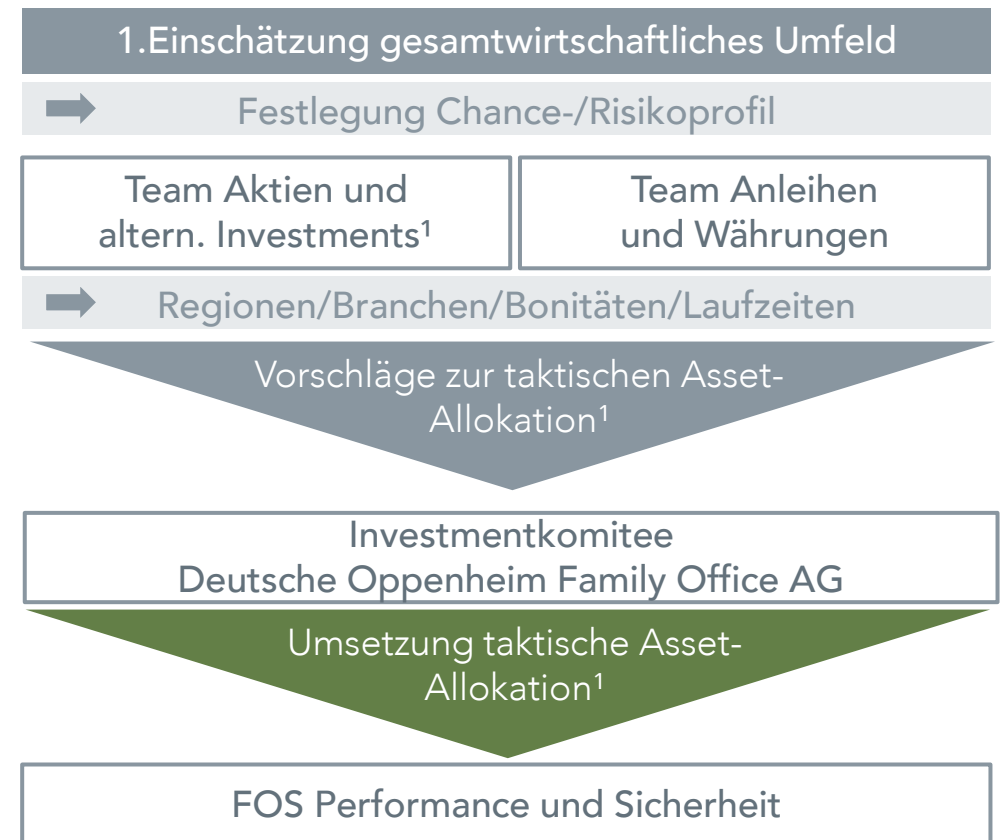 1.Einschätzung gesamtwirtschaftliches Umfeld
Festlegung Chance-/Risikoprofil
Team Aktien und
altern. Investments¹
Team Anleihen
und Währungen
Regionen/Branchen/Bonitäten/Laufzeiten
Vorschläge zur taktischen Asset-
Allokation¹
Investmentkomitee
Deutsche Oppenheim Family Office AG
Umsetzung taktische Asset-
Allokation¹
FOS Performance und Sicherheit